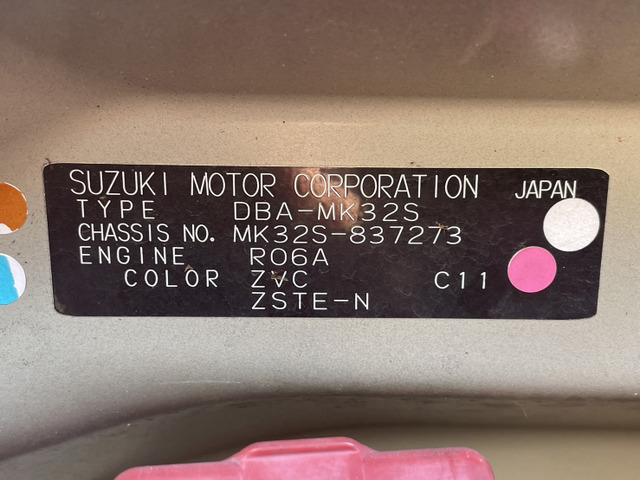 SUZUKI MOTOR CORPORATION JAPAN
TYPE DBA-MK32S
CHASSIS NO. MK32S-837273
ENGINE R06A
COLOR ZVC C11
ZSTE-N